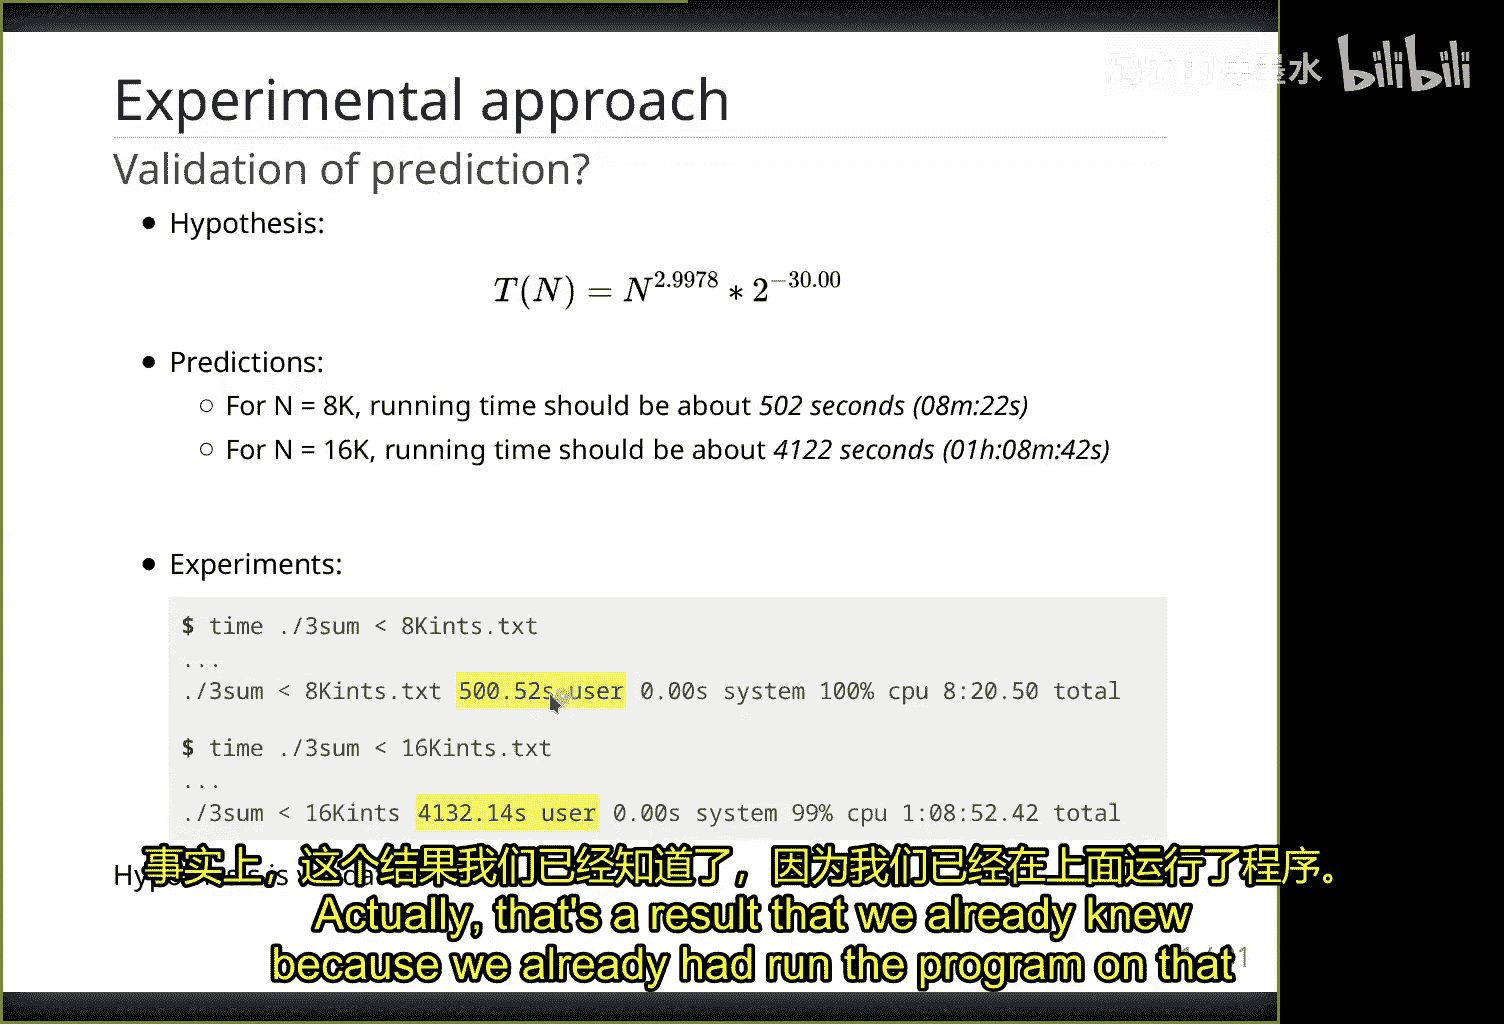 水 bilibili
Experimental approach
Validation of prediction?
● Hypothesis:
T(N) = N^2.9978 * 2^−30.00
● Predictions:
○ For N = 8K, running time should be about 502 seconds (08m:22s)
○ For N = 16K, running time should be about 4122 seconds (01h:08m:42s)
● Experiments:
$ time ./3sum < 8Kints.txt
...
./3sum < 8Kints.txt 500.52s user 0.00s system 100% cpu 8:20.50 total
$ time ./3sum < 16Kints.txt
...
./3sum < 16Kints 4132.14s user 0.00s system 99% cpu 1:08:52.42 total
事实上，这个结果我们已经知道了，因为我们已经在上面运行了程序。
Actually, that's a result that we already knew
because we already had run the program on that